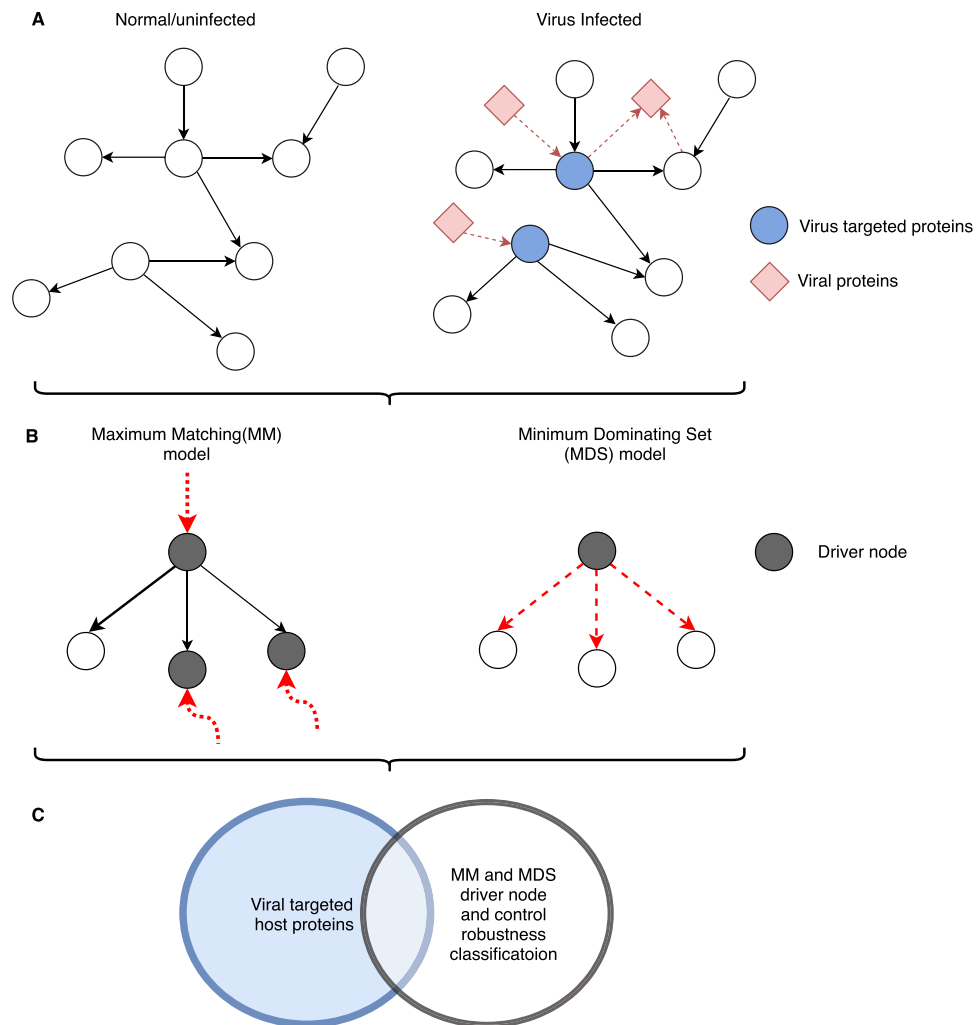 A
Normal/uninfected
Virus Infected
Virus targeted proteins
Viral proteins
B
Maximum Matching(MM)
model
Minimum Dominating Set
(MDS) model
Driver node
C
Viral targeted
host proteins
MM and MDS
driver node
and control
robustness
classificatoion